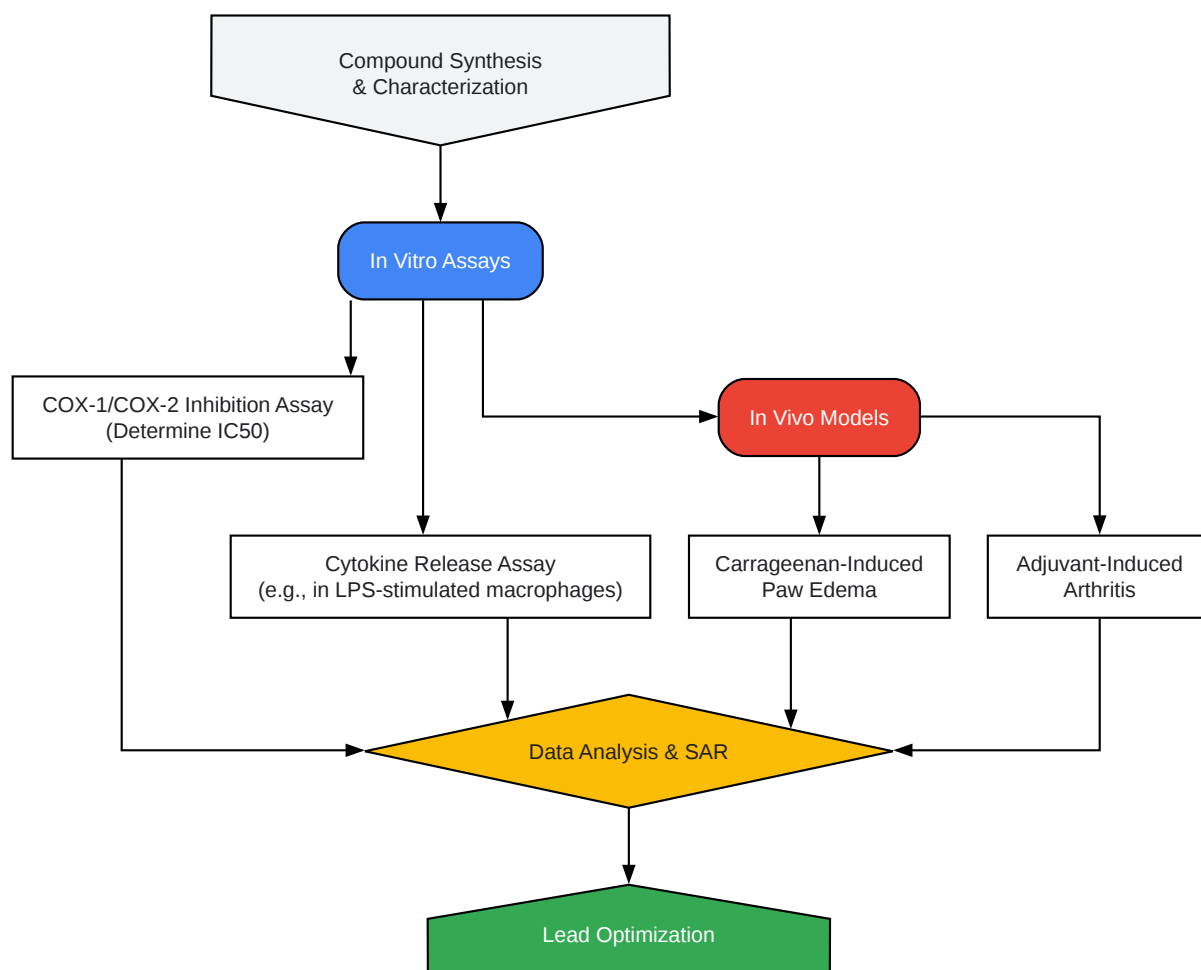 Compound Synthesis
& Characterization
In Vitro Assays
COX-1/COX-2 Inhibition Assay
(Determine IC50)
In Vivo Models
Cytokine Release Assay
(e.g., in LPS-stimulated macrophages)
Carrageenan-Induced
Paw Edema
Adjuvant-Induced
Arthritis
Data Analysis & SAR
Lead Optimization